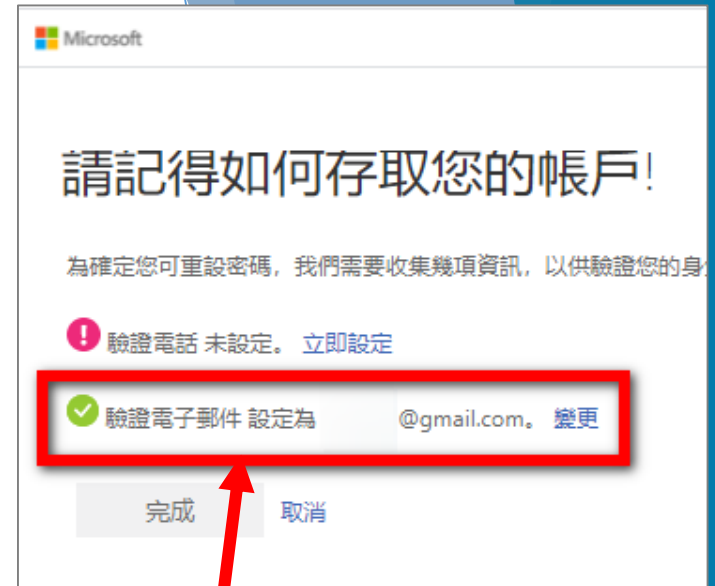 Microsoft
請記得如何存取您的帳戶!
為確定您可重設密碼，我們需要收集幾項資訊，以供驗證您的身
驗證電話 未設定。 立即設定
驗證電子郵件 設定為 @gmail.com。 變更
完成 取消